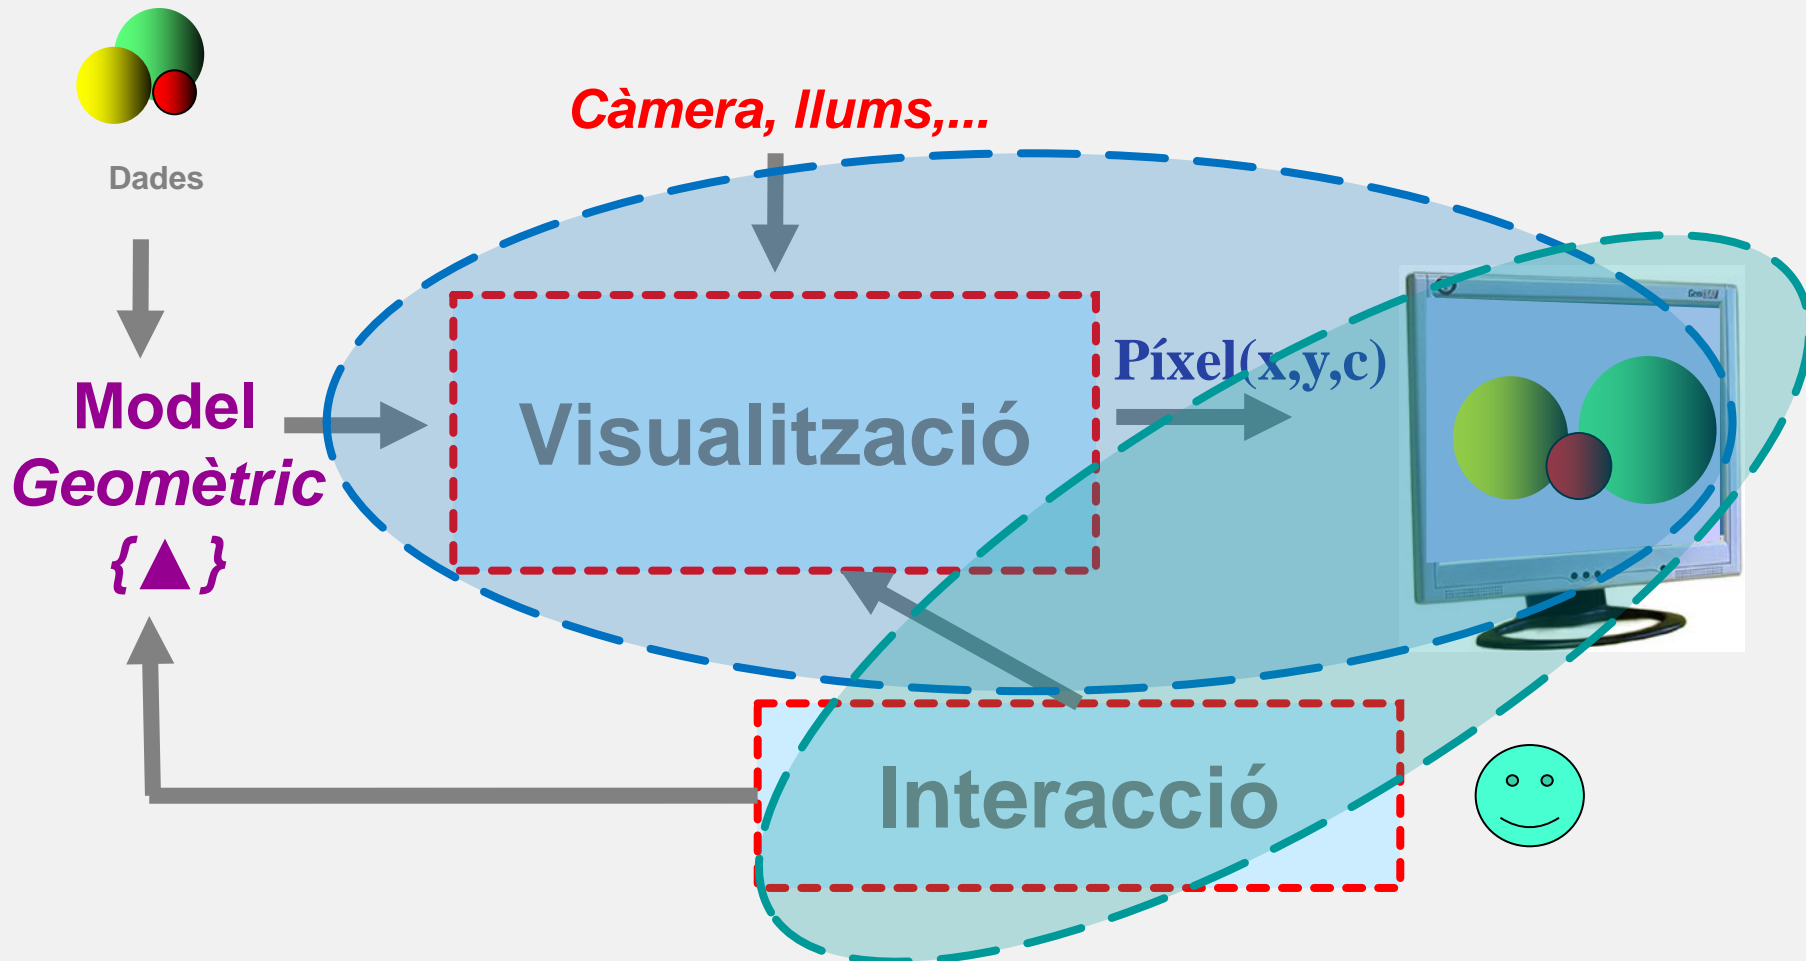 Càmera, llums,...
Dades
Píxel(x,y,c)
Model
Geomètric
{▲}
Visualització
Interacció